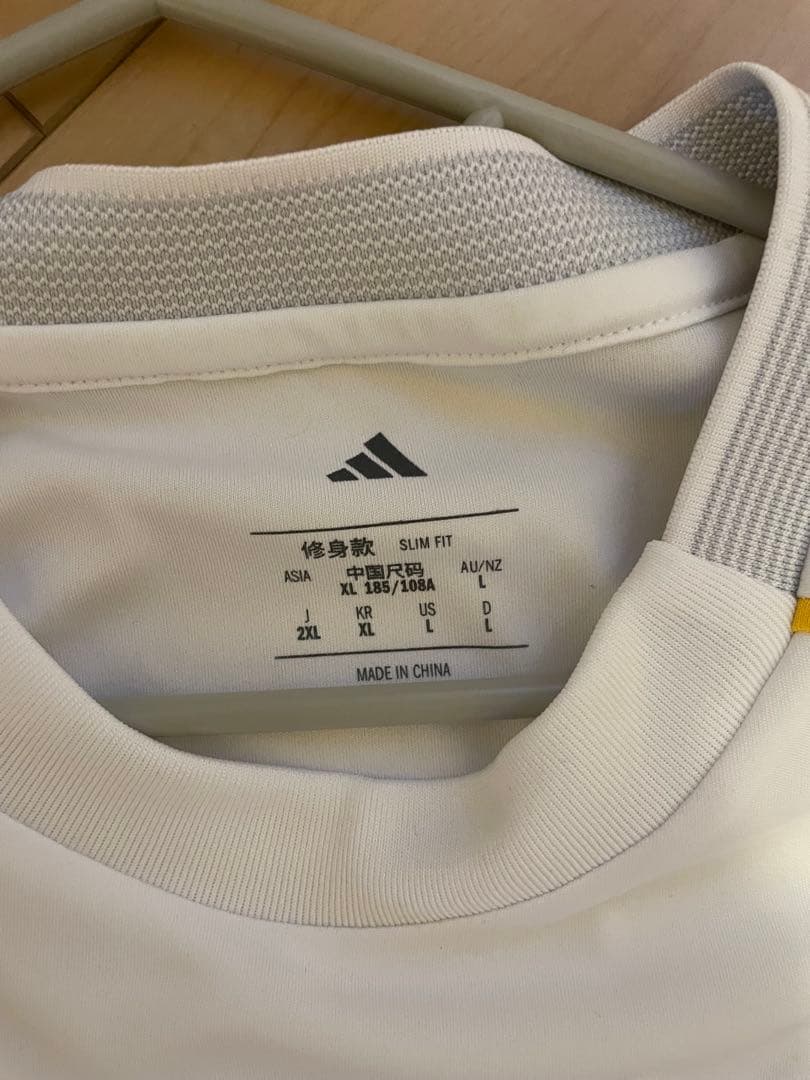 修身款 SLIM FIT
ASIA 中国尺码 AU/NZ
XL 185/108A L
J KR US D
2XL XL L L
MADE IN CHINA